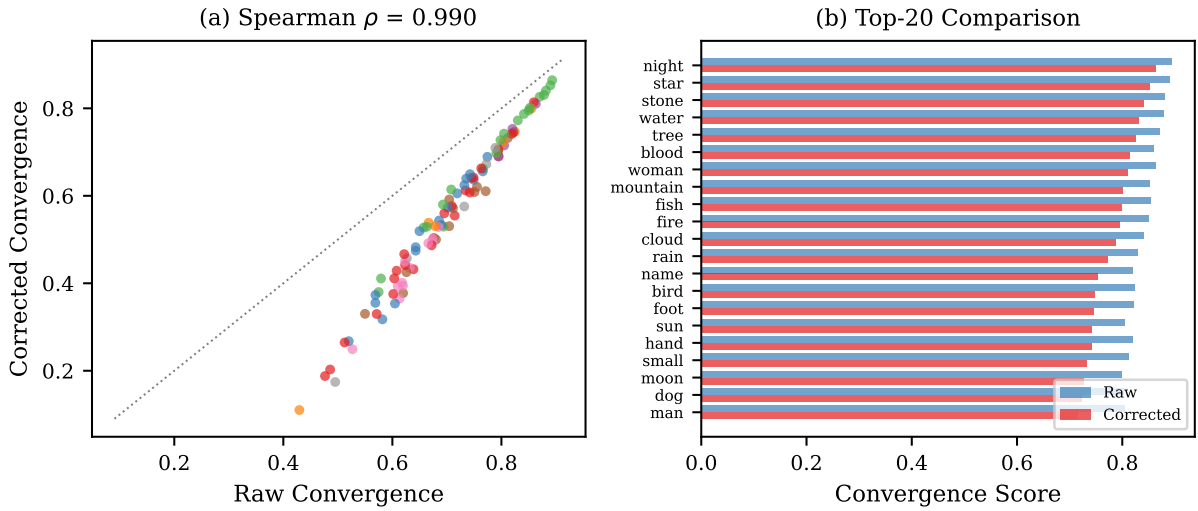 (a) Spearman ρ = 0.990
Corrected Convergence
0.8
0.6
0.4
0.2
0.2 0.4 0.6 0.8
Raw Convergence
(b) Top-20 Comparison
night
star
stone
water
tree
blood
woman
mountain
fish
fire
cloud
rain
name
bird
foot
sun
hand
small
moon
dog
man
Raw
Corrected
0.0 0.2 0.4 0.6 0.8
Convergence Score